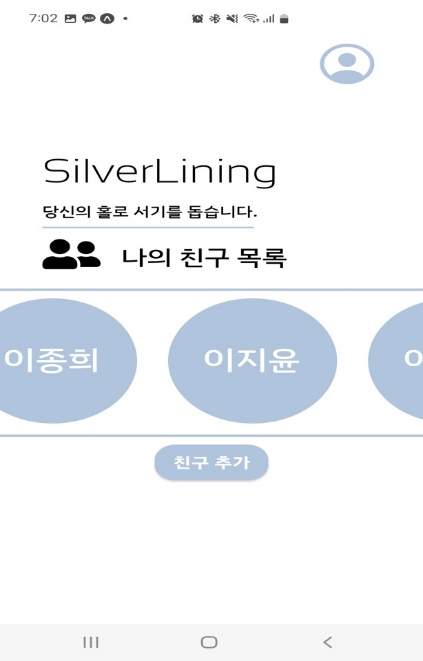 7:02
SilverLining
당신의 홀로 서기를 돕습니다.
나의 친구 목록
이종희 이지윤 이
친구 추가